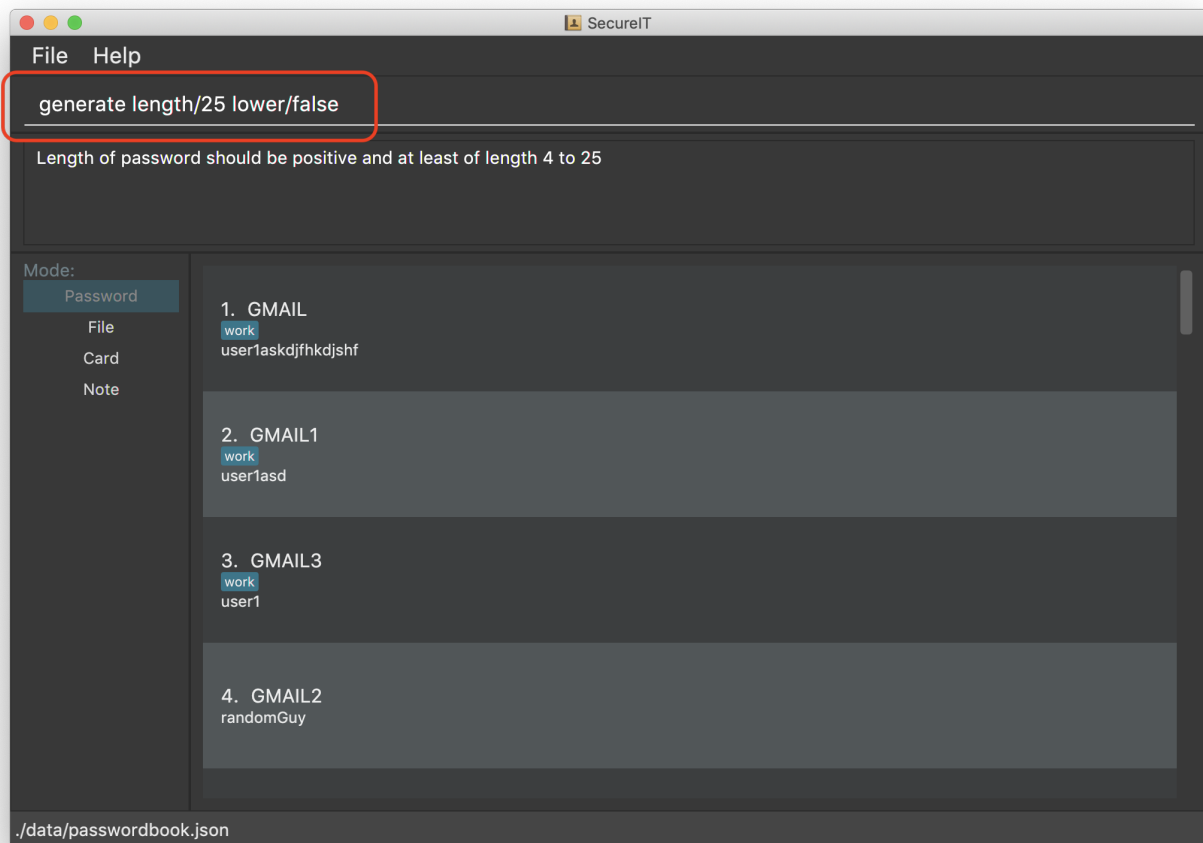 SecureIT
File Help
generate length/25 lower/false
Length of password should be positive and at least of length 4 to 25
Mode:
Password
File
Card
Note
1. GMAIL
work
user1askdjfhkdjshf
2. GMAIL1
work
user1asd
3. GMAIL3
work
user1
4. GMAIL2
randomGuy
./data/passwordbook.json